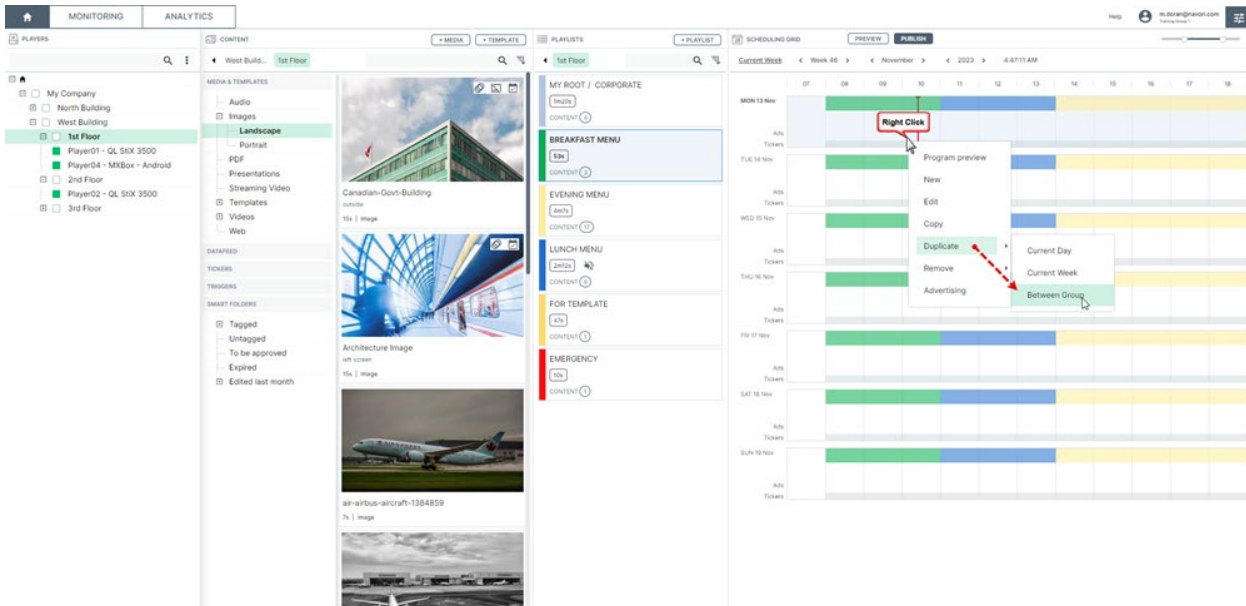 MONITORING
ANALYTICS
Help
m.doran@navori.com
Training Group 1
PLAYERS
My Company
North Building
West Building
1st Floor
Player01 - QL StiX 3500
Player04 - MXBox - Android
2nd Floor
Player02 - QL StiX 3500
3rd Floor
CONTENT
+ MEDIA
+ TEMPLATE
West Build...
1st Floor
MEDIA & TEMPLATES
Audio
Images
Landscape
Portrait
PDF
Presentations
Streaming Video
Templates
Videos
Web
DATAFEED
TICKERS
TRIGGERS
SMART FOLDERS
Tagged
Untagged
To be approved
Expired
Edited last month
Canadian-Govt-Building
outside
15s | Image
Architecture Image
left screen
15s | Image
AIR CANADA
air-airbus-aircraft-1384859
7s | Image
PLAYLISTS
+ PLAYLIST
1st Floor
MY ROOT / CORPORATE
1m20s
CONTENT 4
BREAKFAST MENU
53s
CONTENT 3
EVENING MENU
4m7s
CONTENT 17
LUNCH MENU
2m12s
CONTENT 8
FOR TEMPLATE
47s
CONTENT 1
EMERGENCY
10s
CONTENT 1
SCHEDULING GRID
PREVIEW
PUBLISH
Current Week
Week 46
November
2023
4:47:11 AM
07 08 09 10 11 12 13 14 15 16 17 18
MON 13 Nov
Ads
Tickers
TUE 14 Nov
Ads
Tickers
WED 15 Nov
Ads
Tickers
THU 16 Nov
Ads
Tickers
FRI 17 Nov
Ads
Tickers
SAT 18 Nov
Ads
Tickers
SUN 19 Nov
Ads
Tickers
Right Click
Program preview
New
Edit
Copy
Duplicate
Remove
Advertising
Current Day
Current Week
Between Group